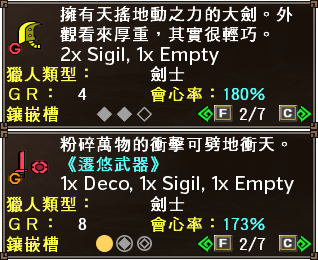 擁有天搖地動之力的大劍。外
觀看來厚重，其實很輕巧。
2x Sigil, 1x Empty
獵人類型： 劍士
ＧＲ： 4 會心率：180%
鑲嵌槽 F 2/7 C
G
粉碎萬物的衝擊可劈地衝天。
《遷悠武器》
1x Deco, 1x Sigil, 1x Empty
獵人類型： 劍士
ＧＲ： 8 會心率：173%
鑲嵌槽 F 2/7 C
G